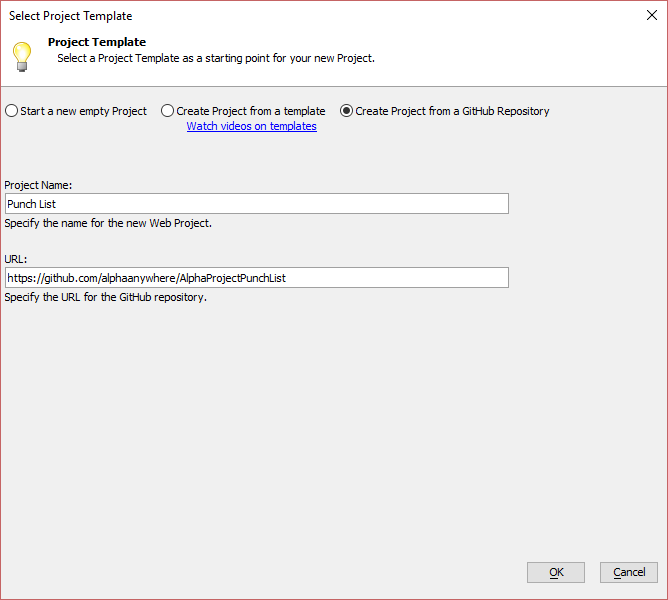 Select Project Template
Project Template
Select a Project Template as a starting point for your new Project.
Start a new empty Project Create Project from a template Create Project from a GitHub Repository
Watch videos on templates
Project Name:
Punch List
Specify the name for the new Web Project.
URL:
https://github.com/alphaanywhere/AlphaProjectPunchList
Specify the URL for the GitHub repository.
OK Cancel